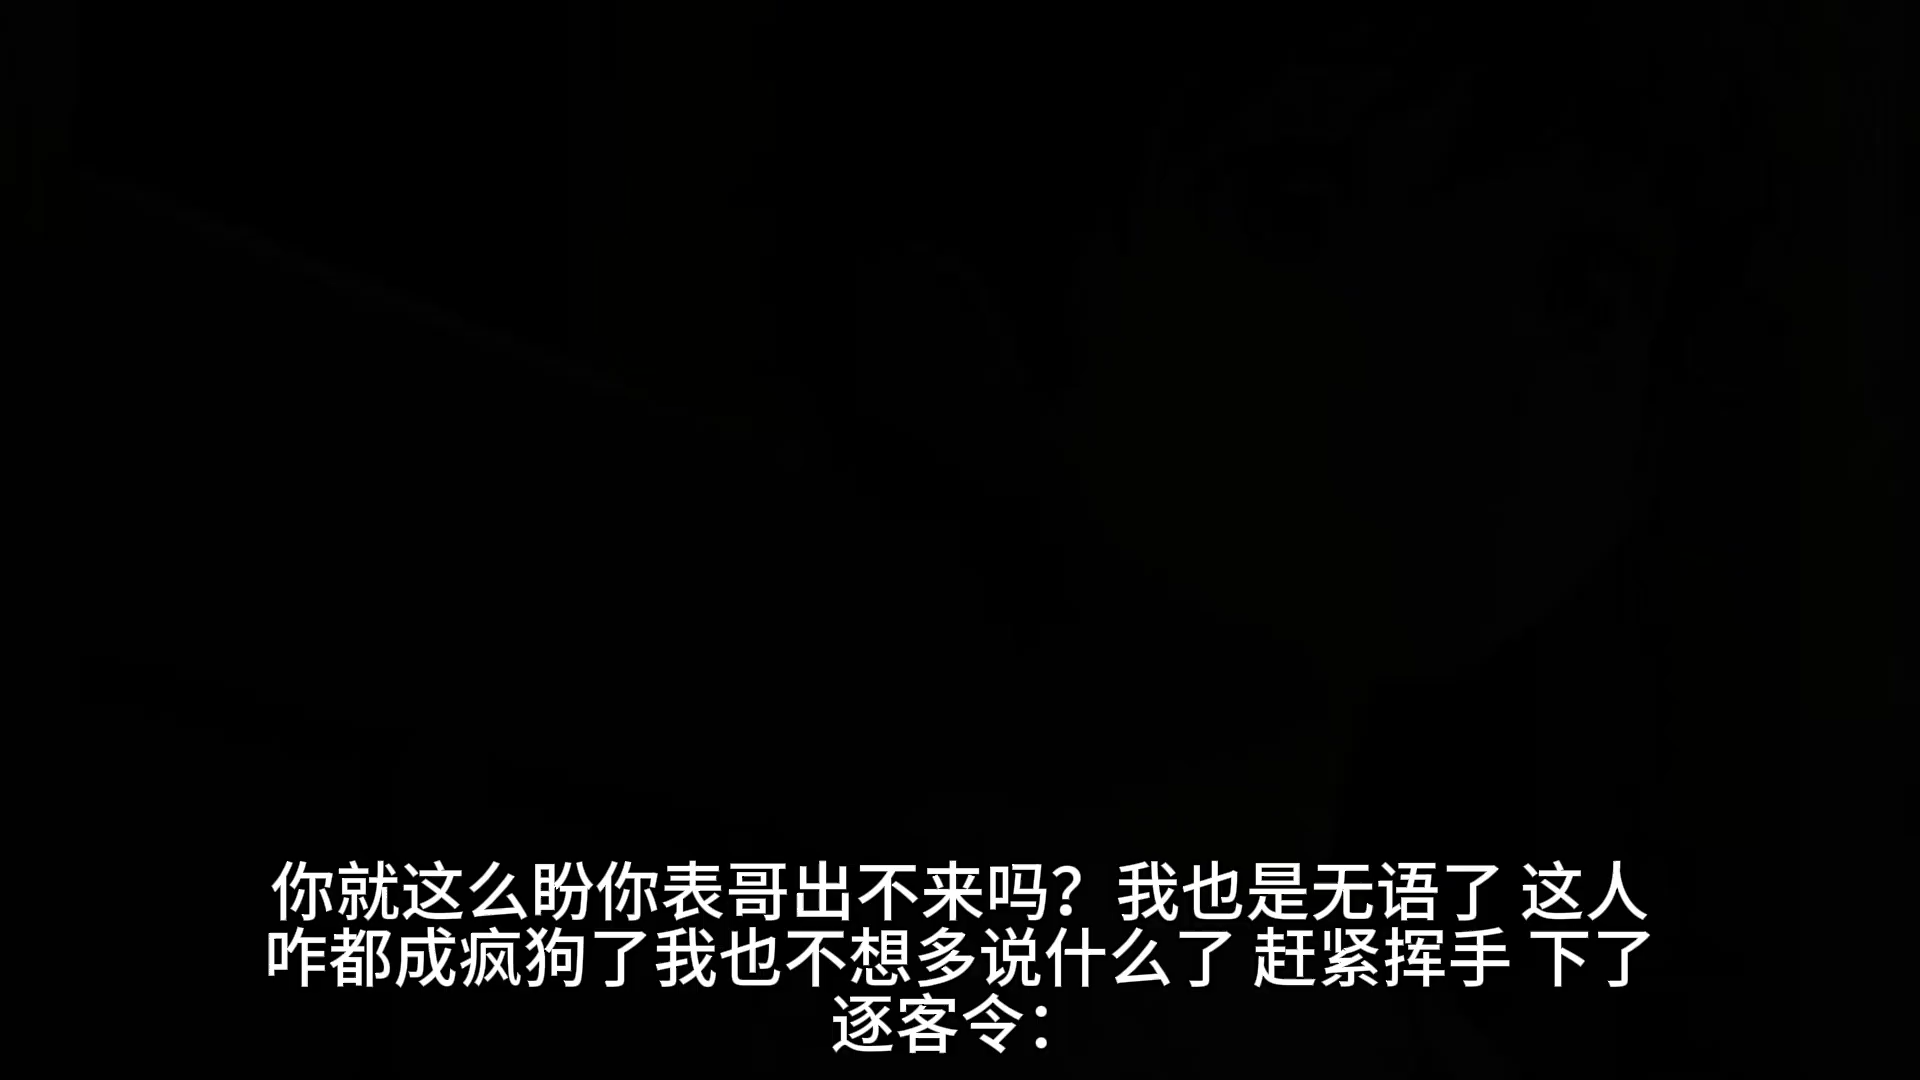 你就这么盼你表哥出不来吗？我也是无语了 这人
咋都成疯狗了我也不想多说什么了 赶紧挥手 下了
逐客令：